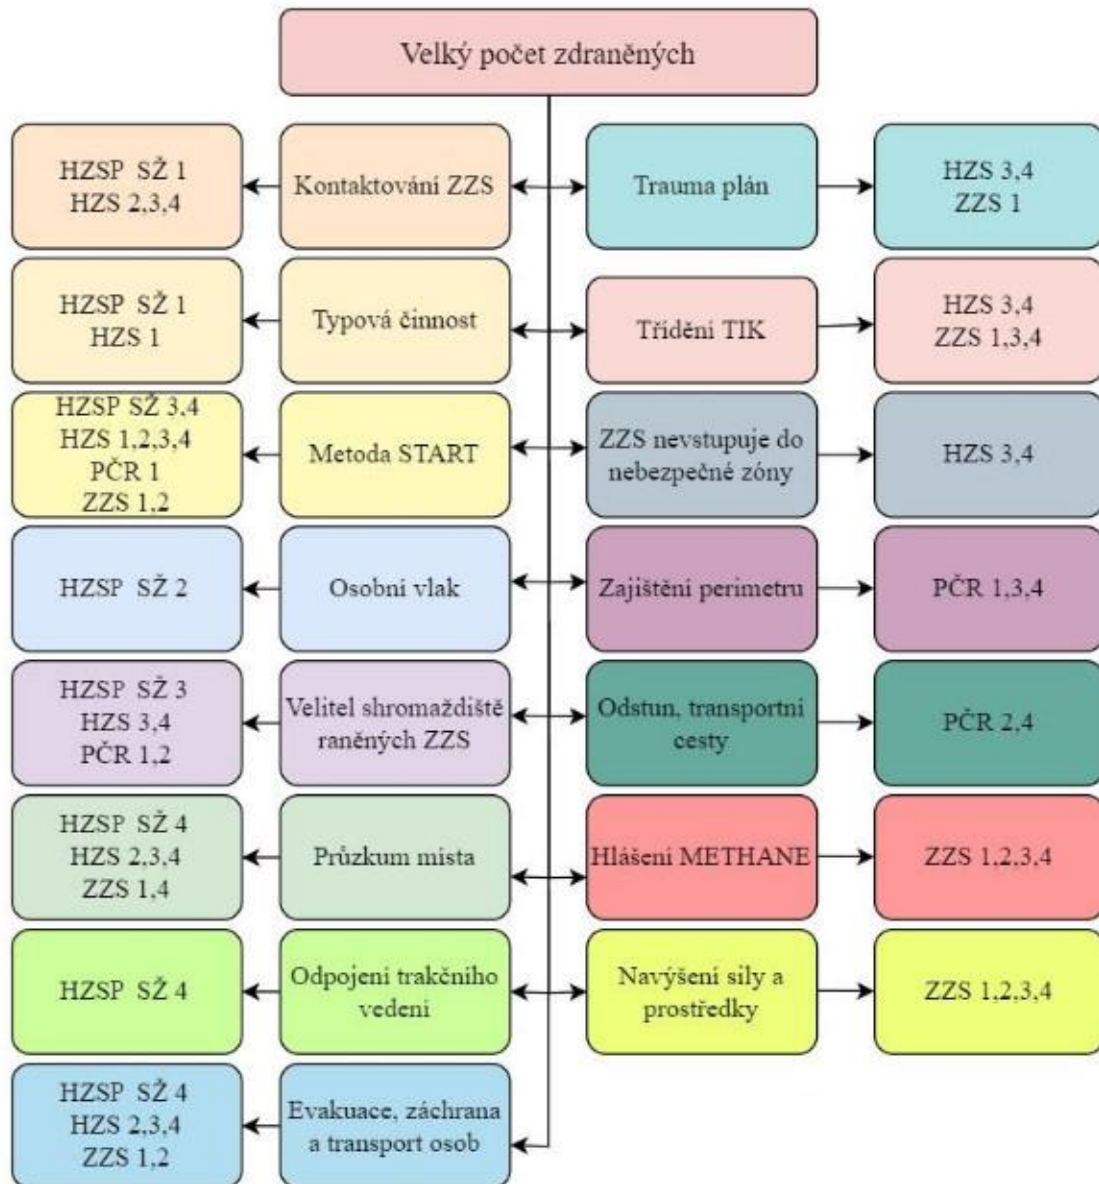 Velký počet zdraněných
HZSP SŽ 1
HZS 2,3,4
Kontaktování ZZS
Trauma plán
HZS 3,4
ZZS 1
HZSP SŽ 1
HZS 1
Typová činnost
Třídění TIK
HZS 3,4
ZZS 1,3,4
HZSP SŽ 3,4
HZS 1,2,3,4
PČR 1
ZZS 1,2
Metoda START
ZZS nevstupuje do
nebezpečné zóny
HZS 3,4
HZSP SŽ 2
Osobní vlak
Zajištění perimetru
PČR 1,3,4
HZSP SŽ 3
HZS 3,4
PČR 1,2
Velitel shromaždiště
raněných ZZS
Odstun, transportní
cesty
PČR 2,4
HZSP SŽ 4
HZS 2,3,4
ZZS 1,4
Průzkum místa
Hlášení METHANE
ZZS 1,2,3,4
HZSP SŽ 4
Odpojení trakčního
vedení
Navýšení síly a
prostředky
ZZS 1,2,3,4
HZSP SŽ 4
HZS 2,3,4
ZZS 1,2
Evakuace, záchrana
a transport osob